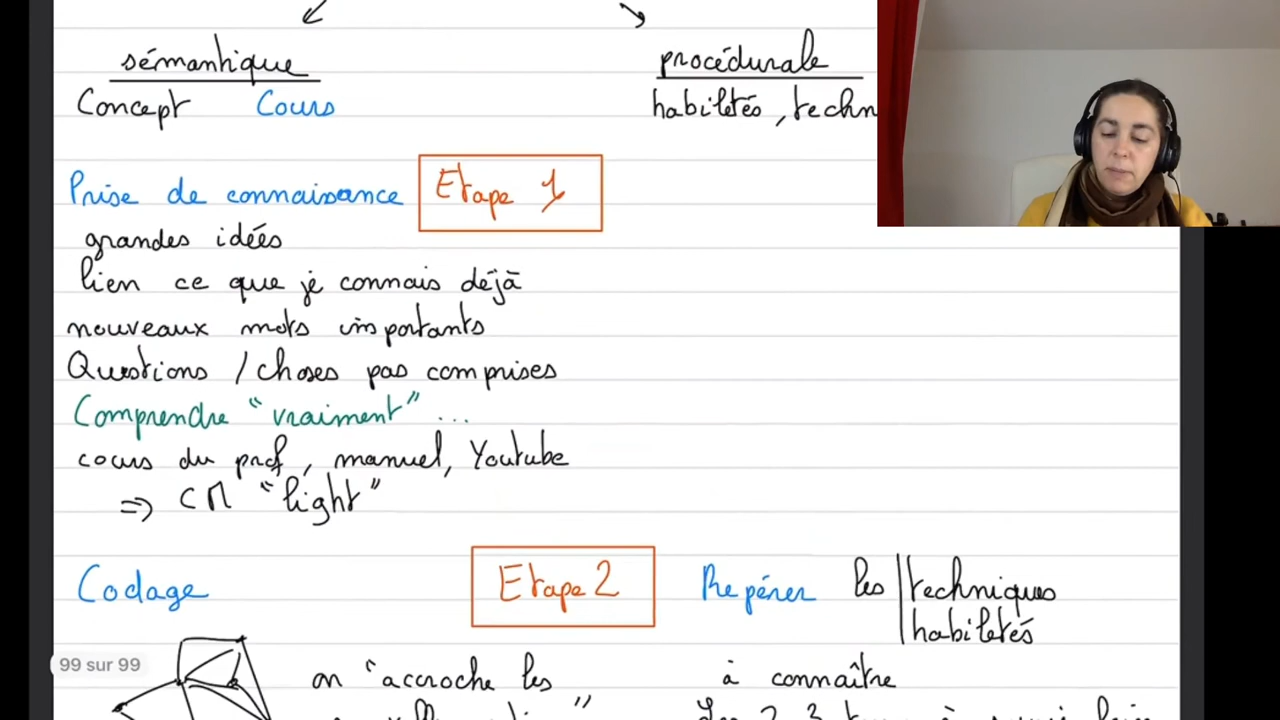 sémantique
procédurale
Concept Cours
habiletés, techn
Prise de connaissance
Etape 1
grandes idées
lien ce que je connais déjà
nouveaux mots importants
Questions / choses pas comprises
Comprendre "vraiment" ...
cours du prof, manuel, Youtube
=> CM "light"
Codage
Etape 2
Repérer les techniques
habiletés
99 sur 99
on "accroche les
à connaître